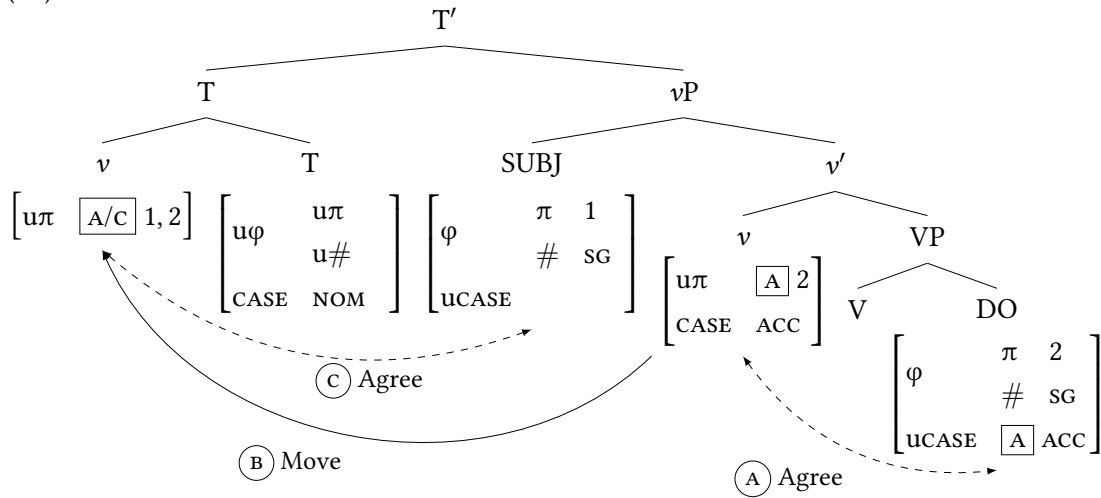 T′
T vP
v T SUBJ v′
[uπ A/C 1, 2] [uφ uπ u# CASE NOM] [φ π 1 # SG uCASE] v VP
[uπ A 2 CASE ACC] V DO
[φ π 2 # SG uCASE A ACC]
C Agree
B Move
A Agree